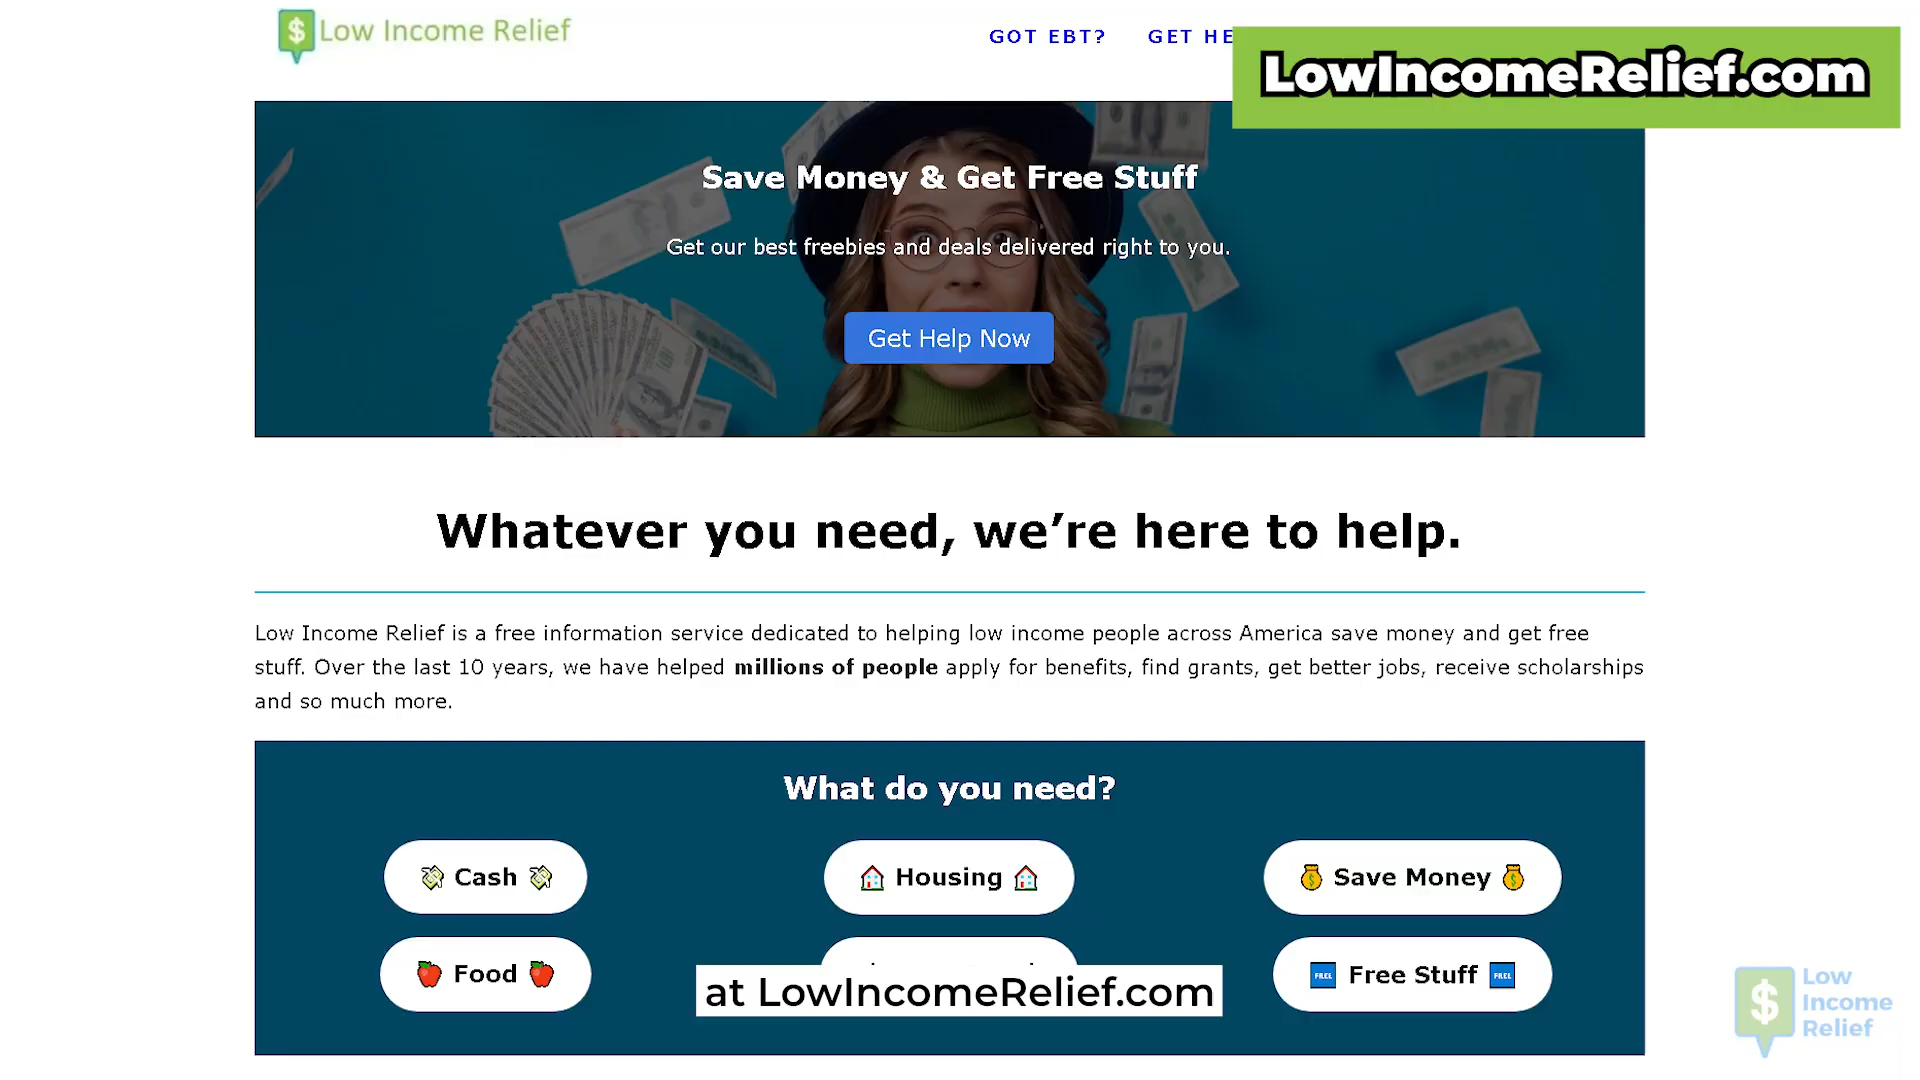 Low Income Relief
GOT EBT?
GET HE
LowIncomeRelief.com
Save Money & Get Free Stuff
Get our best freebies and deals delivered right to you.
Get Help Now
Whatever you need, we’re here to help.
Low Income Relief is a free information service dedicated to helping low income people across America save money and get free
stuff. Over the last 10 years, we have helped millions of people apply for benefits, find grants, get better jobs, receive scholarships
and so much more.
What do you need?
Cash
Housing
Save Money
Food
FREE Free Stuff FREE
at LowIncomeRelief.com
$ Low
Income
Relief